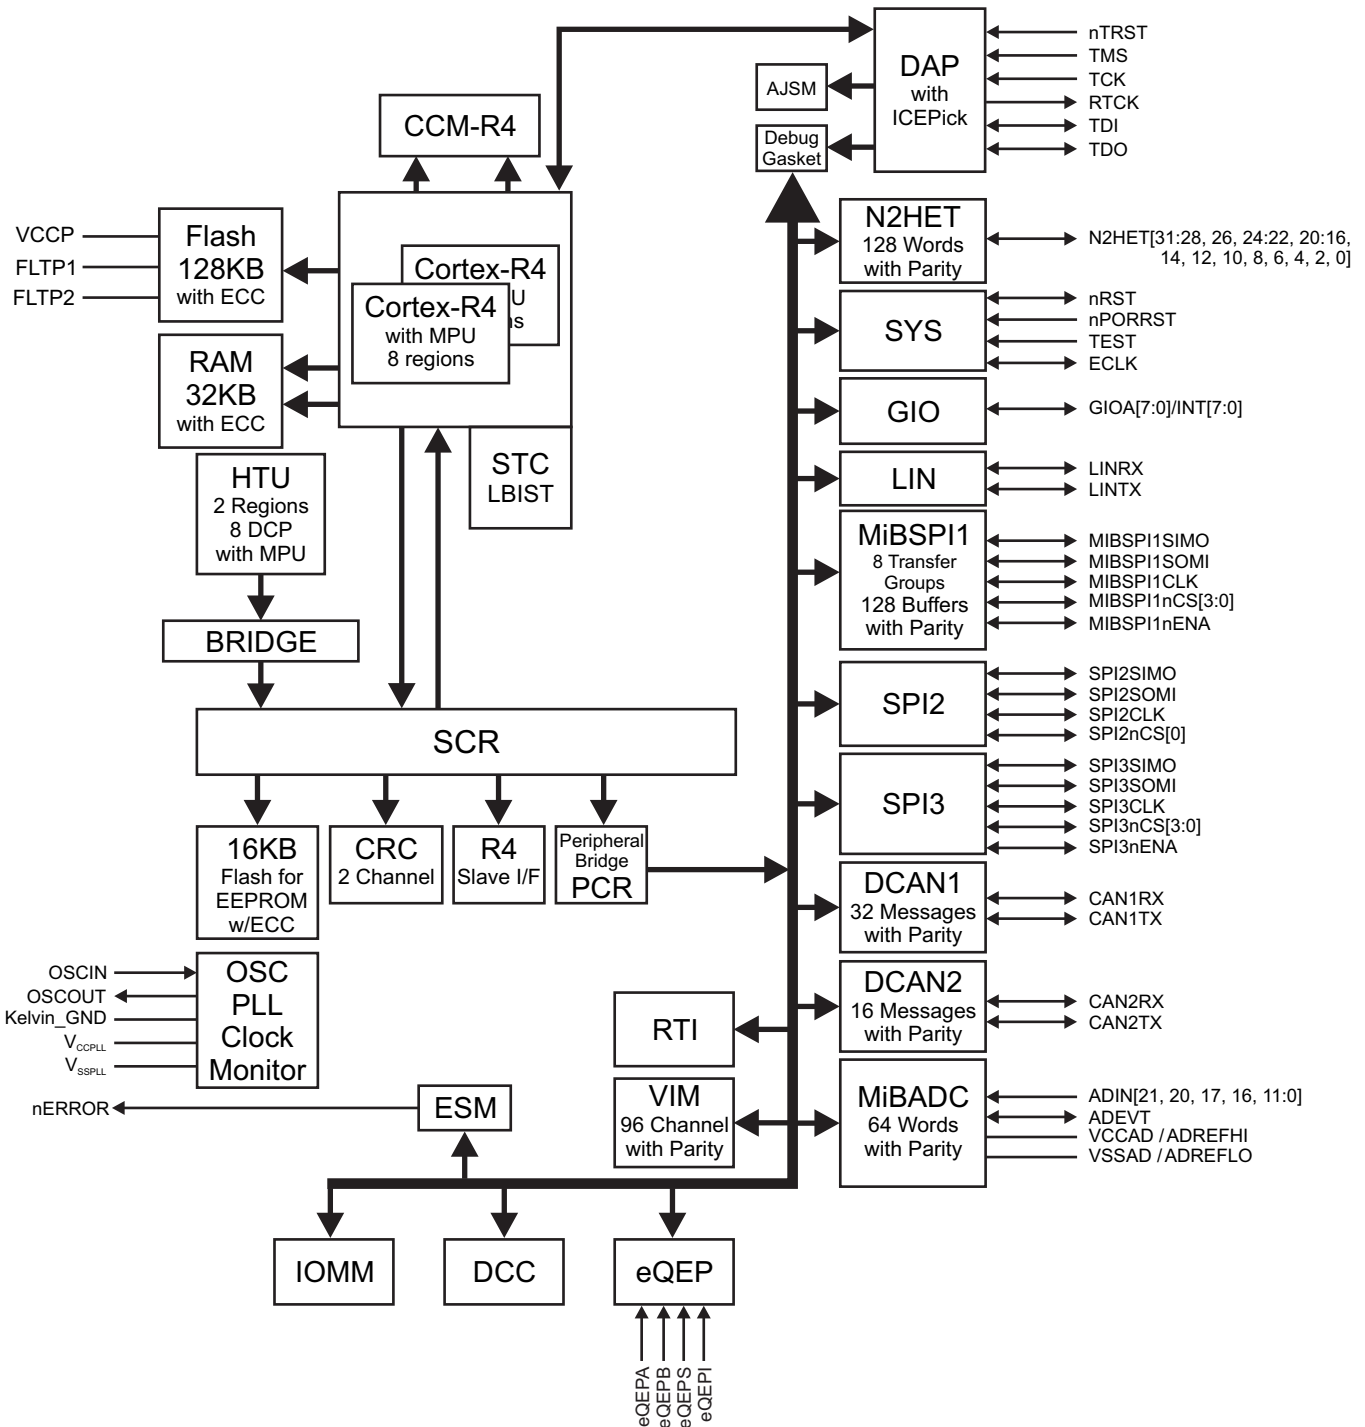 DAP
with
ICEPick
nTRST
TMS
TCK
RTCK
TDI
TDO
AJSM
Debug
Gasket
CCM-R4
VCCP
FLTP1
FLTP2
Flash
128KB
with ECC
Cortex-R4
U
ns
Cortex-R4
with MPU
8 regions
RAM
32KB
with ECC
STC
LBIST
HTU
2 Regions
8 DCP
with MPU
BRIDGE
SCR
16KB
Flash for
EEPROM
w/ECC
CRC
2 Channel
R4
Slave I/F
Peripheral
Bridge
PCR
OSCIN
OSCOUT
Kelvin_GND
VCCPLL
VSSPLL
OSC
PLL
Clock
Monitor
nERROR
ESM
RTI
VIM
96 Channel
with Parity
IOMM
DCC
eQEP
eQEPA
eQEPB
eQEPS
eQEPI
N2HET
128 Words
with Parity
N2HET[31:28, 26, 24:22, 20:16,
14, 12, 10, 8, 6, 4, 2, 0]
SYS
nRST
nPORRST
TEST
ECLK
GIO
GIOA[7:0]/INT[7:0]
LIN
LINRX
LINTX
MiBSPI1
8 Transfer
Groups
128 Buffers
with Parity
MIBSPI1SIMO
MIBSPI1SOMI
MIBSPI1CLK
MIBSPI1nCS[3:0]
MIBSPI1nENA
SPI2
SPI2SIMO
SPI2SOMI
SPI2CLK
SPI2nCS[0]
SPI3
SPI3SIMO
SPI3SOMI
SPI3CLK
SPI3nCS[3:0]
SPI3nENA
DCAN1
32 Messages
with Parity
CAN1RX
CAN1TX
DCAN2
16 Messages
with Parity
CAN2RX
CAN2TX
MiBADC
64 Words
with Parity
ADIN[21, 20, 17, 16, 11:0]
ADEVT
VCCAD / ADREFHI
VSSAD / ADREFLO